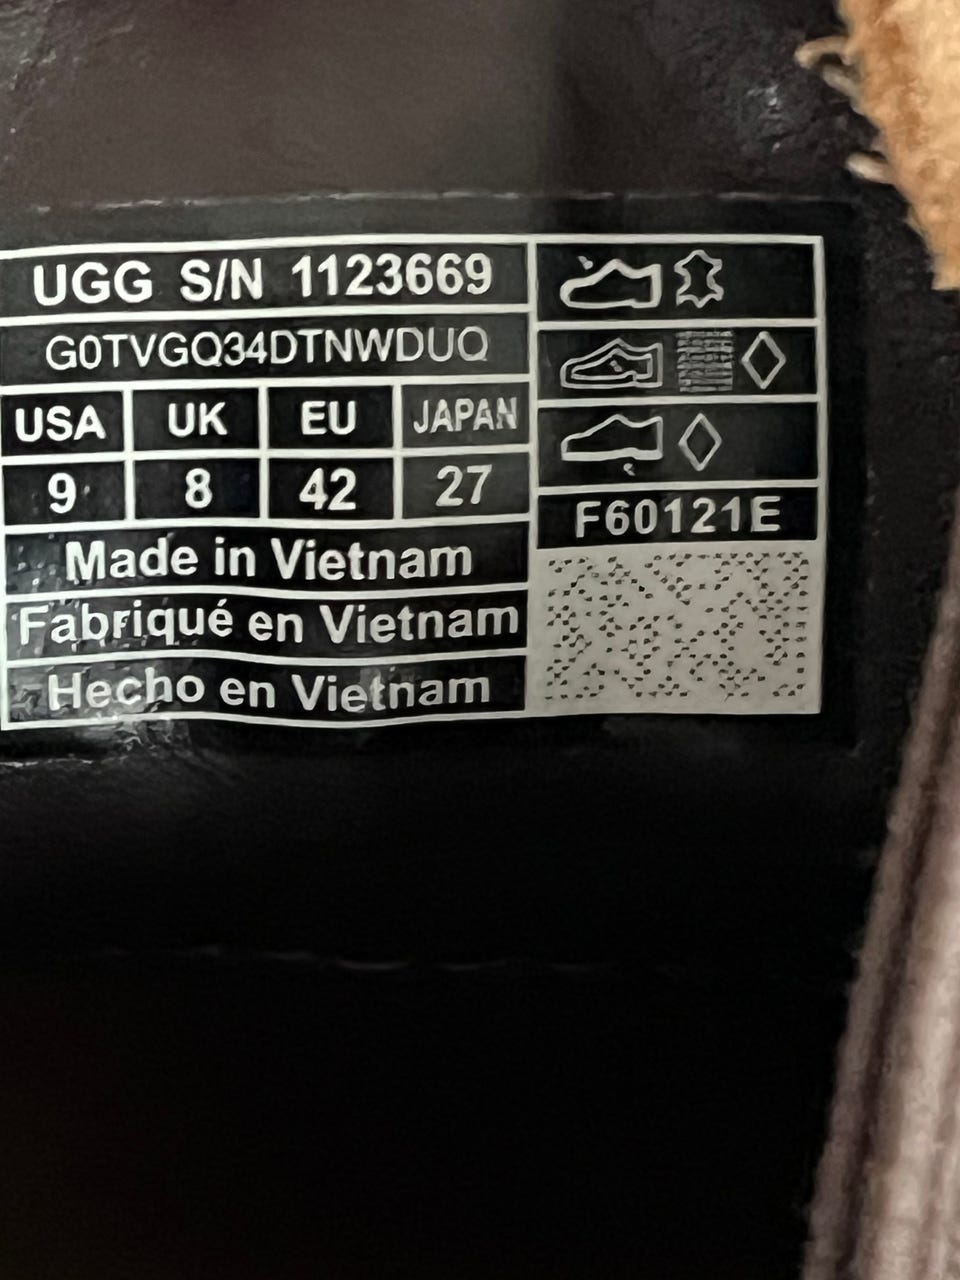 UGG S/N 1123669
G0TVGQ34DTNWDUQ
USA UK EU JAPAN
9 8 42 27
Made in Vietnam
Fabriqué en Vietnam
Hecho en Vietnam
F60121E